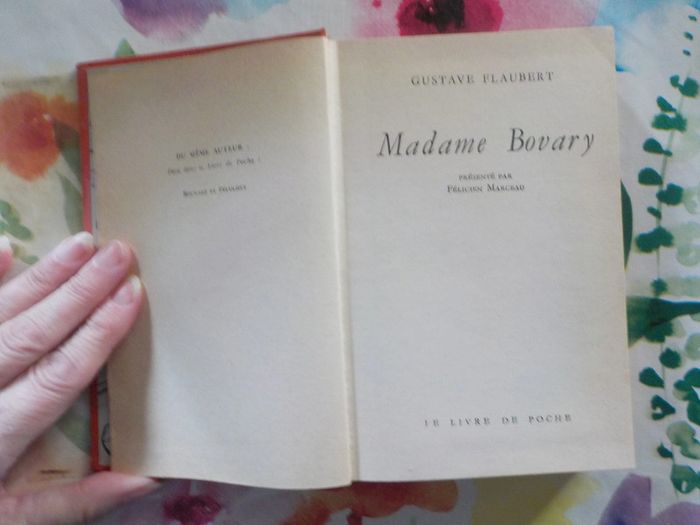 DU MÊME AUTEUR :
Dans Le Livre de Poche :
BOUVARD ET PÉCUCHET
GUSTAVE FLAUBERT
Madame Bovary
PRÉSENTÉ PAR
FÉLICIEN MARCEAU
LE LIVRE DE POCHE